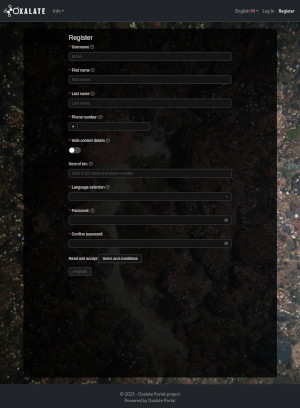 OXALATE
Info
English
Log In
Register
Register
* Username
Email
* First name
First name
* Last name
Last name
* Phone number:
+
* Hide contact details
Next of kin:
Next of kin name and phone number
* Language selection
* Password
* Confirm password:
Read and accept
terms and conditions
Register
© 2023 - Oxalate Portal project
Powered by Oxalate Portal